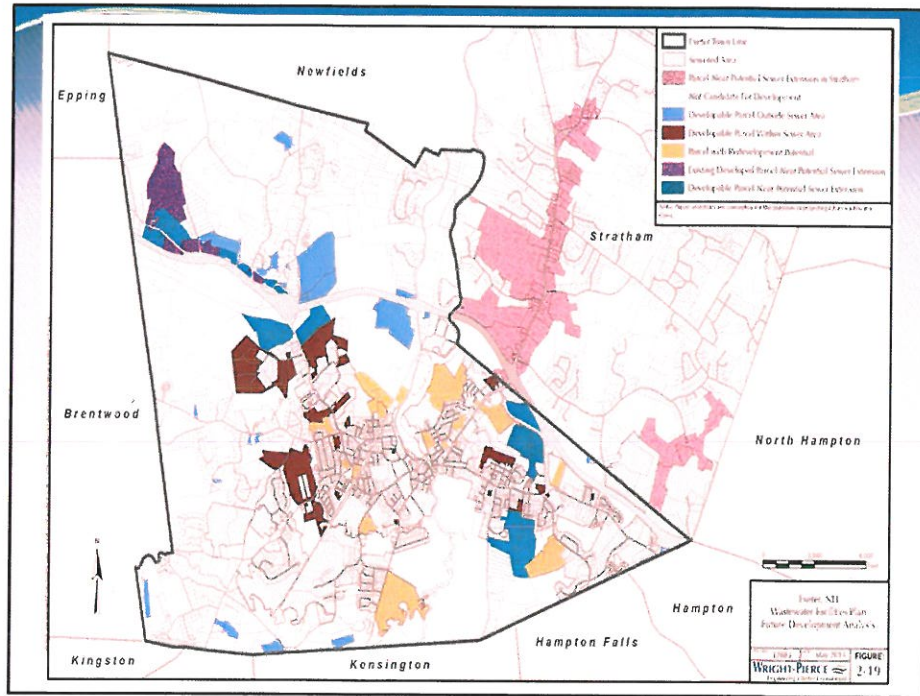 Exeter Town Line
Sewered Area
Parcel Near Potential Sewer Extension in Stratham
Not Candidate For Development
Developable Parcel Outside Sewer Area
Developable Parcel Within Sewer Area
Parcel with Redevelopment Potential
Existing Developed Parcel Near Potential Sewer Extension
Developable Parcel Near Potential Sewer Extension
Newfields
Epping
Stratham
Brentwood
North Hampton
N
Hampton
Hampton Falls
Kensington
Kingston
Exeter, NH
Wastewater Facilities Plan
Future Development Analysis
May
FIGURE
WRIGHT-PIERCE
2-19